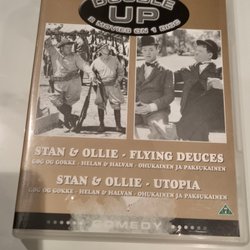 DOUBLE
UP
2 MOVIES ON 1 DISC
STAN & OLLIE - FLYING DEUCES
GØG OG GOKKE - HELAN & HALVAN - OHUKAINEN JA PAKSUKAINEN
STAN & OLLIE - UTOPIA
GØG OG GOKKE - HELAN & HALVAN - OHUKAINEN JA PAKSUKAINEN
COMEDY